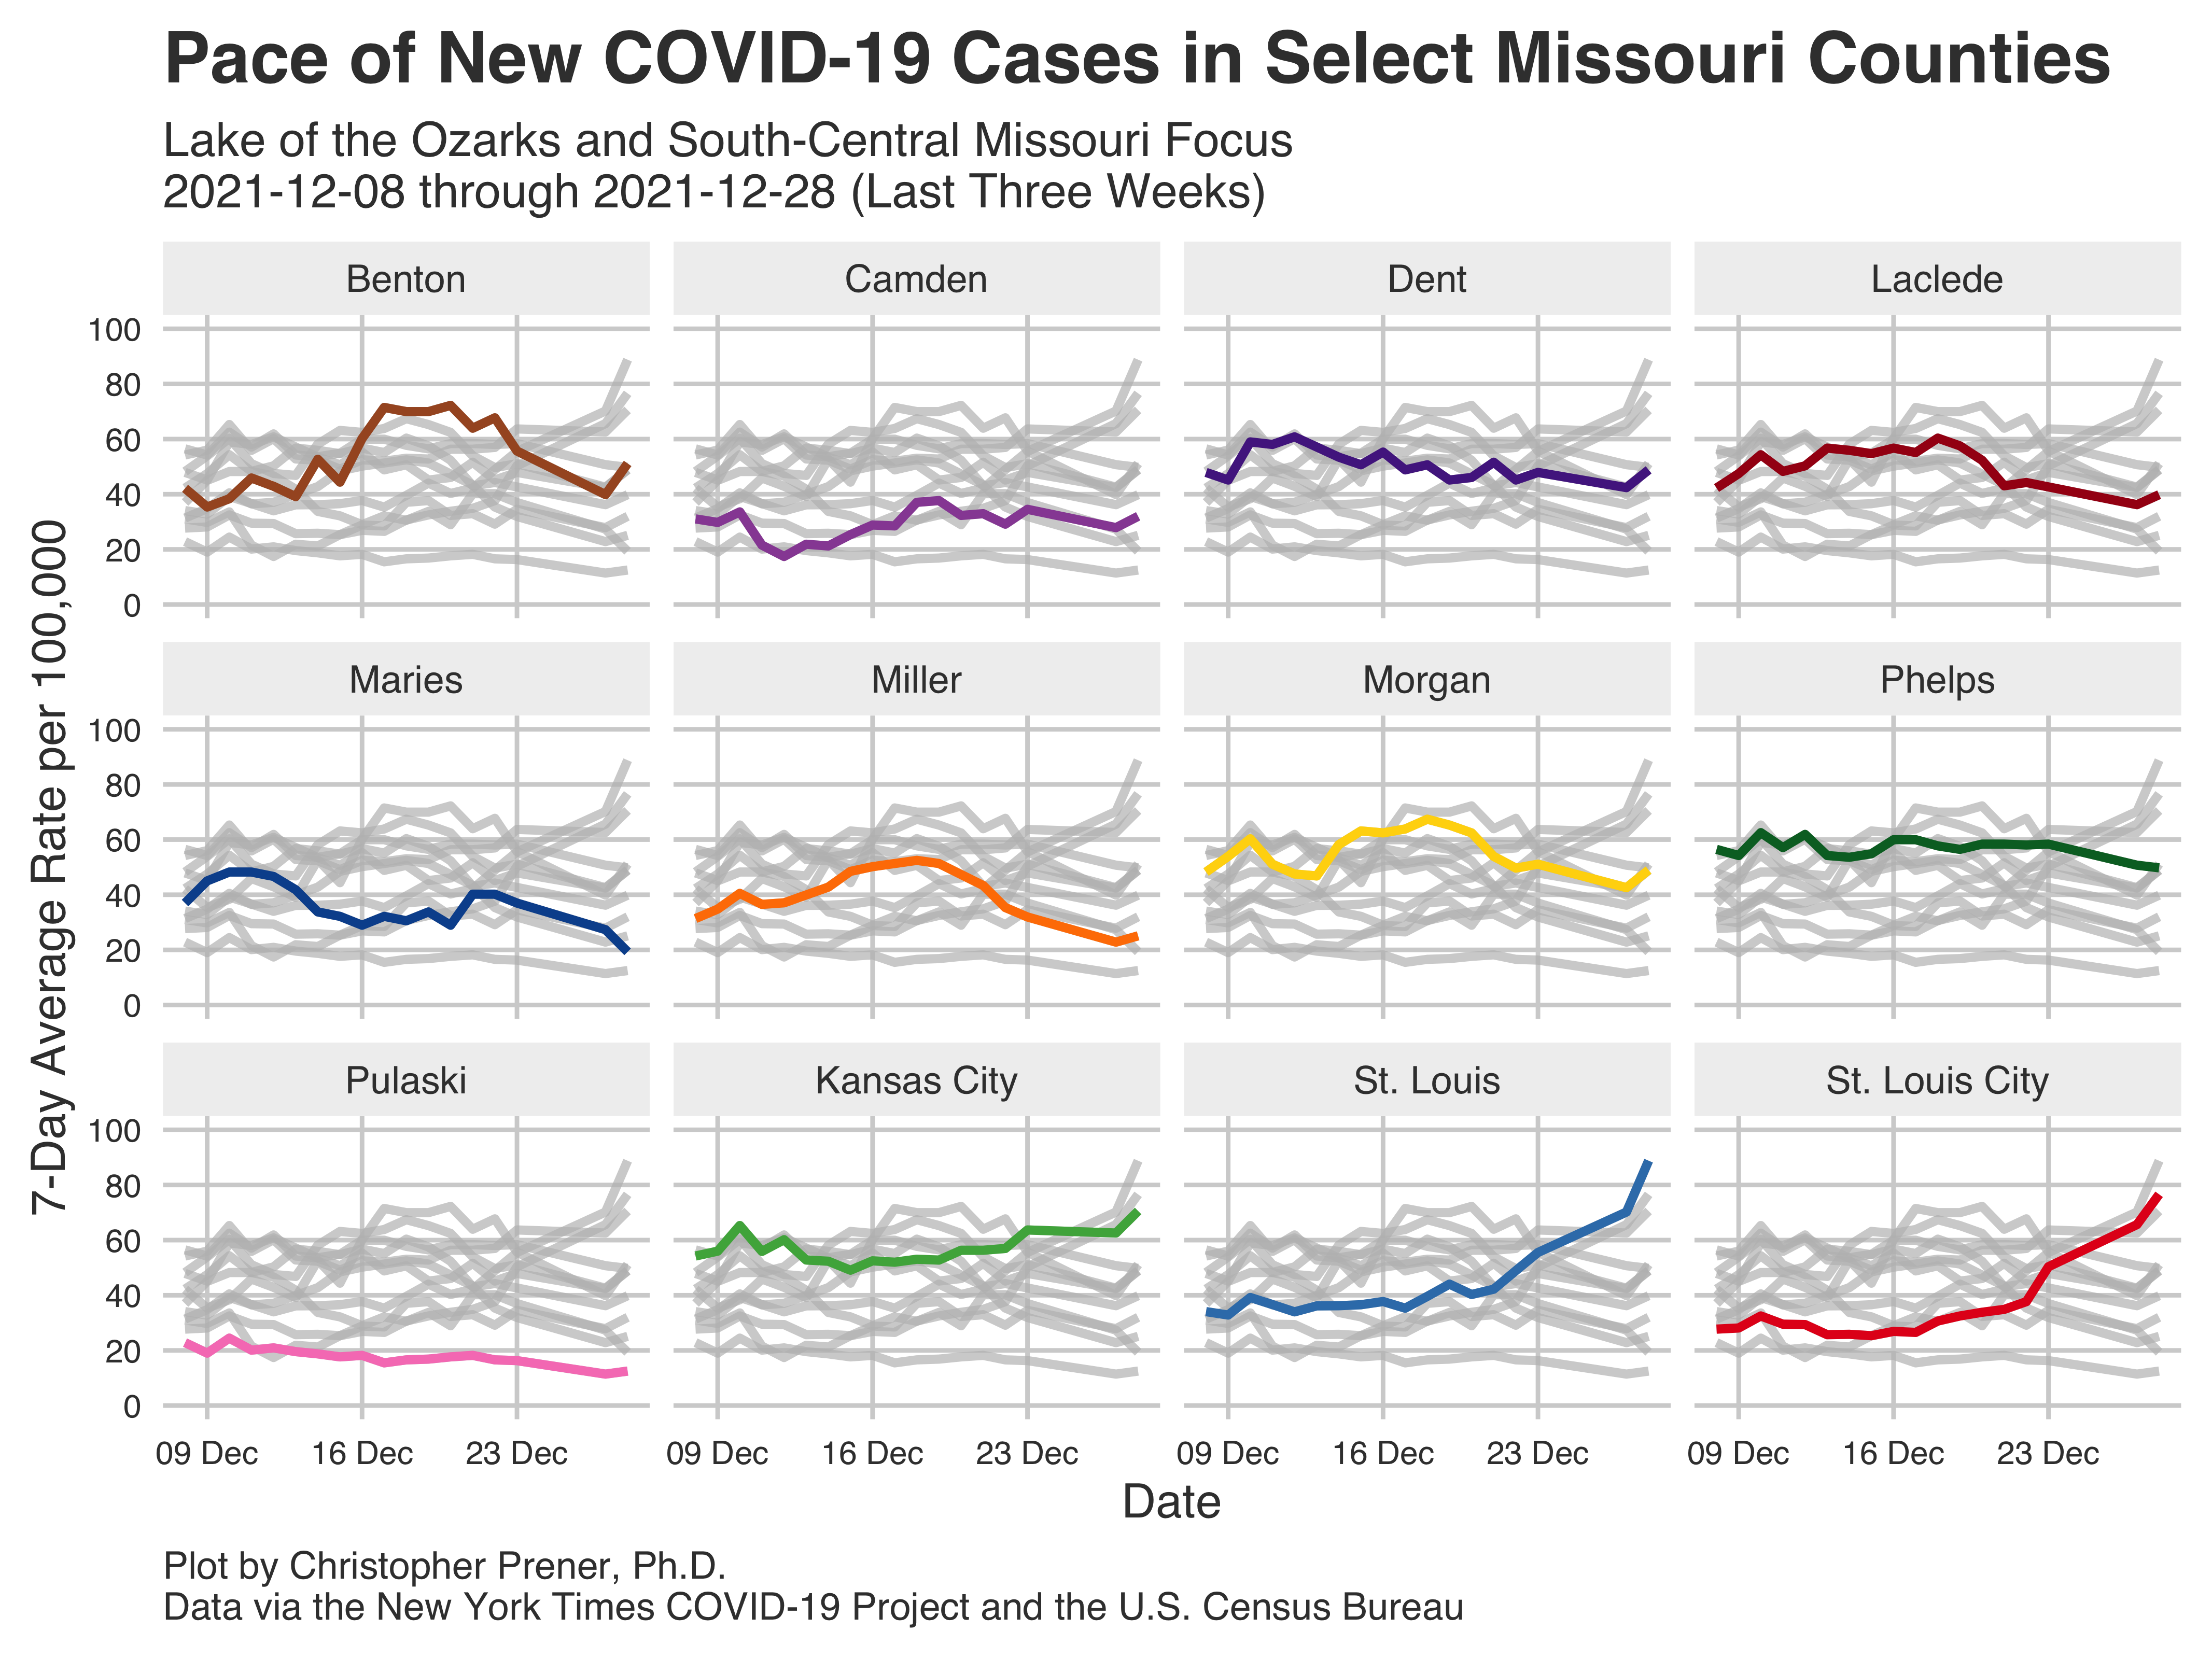 Pace of New COVID-19 Cases in Select Missouri Counties
Lake of the Ozarks and South-Central Missouri Focus
2021-12-08 through 2021-12-28 (Last Three Weeks)
7-Day Average Rate per 100,000
Benton
Camden
Dent
Laclede
100
80
60
40
20
0
Maries
Miller
Morgan
Phelps
100
80
60
40
20
0
Pulaski
Kansas City
St. Louis
St. Louis City
100
80
60
40
20
0
09 Dec 16 Dec 23 Dec
09 Dec 16 Dec 23 Dec
09 Dec 16 Dec 23 Dec
09 Dec 16 Dec 23 Dec
Date
Plot by Christopher Prener, Ph.D.
Data via the New York Times COVID-19 Project and the U.S. Census Bureau